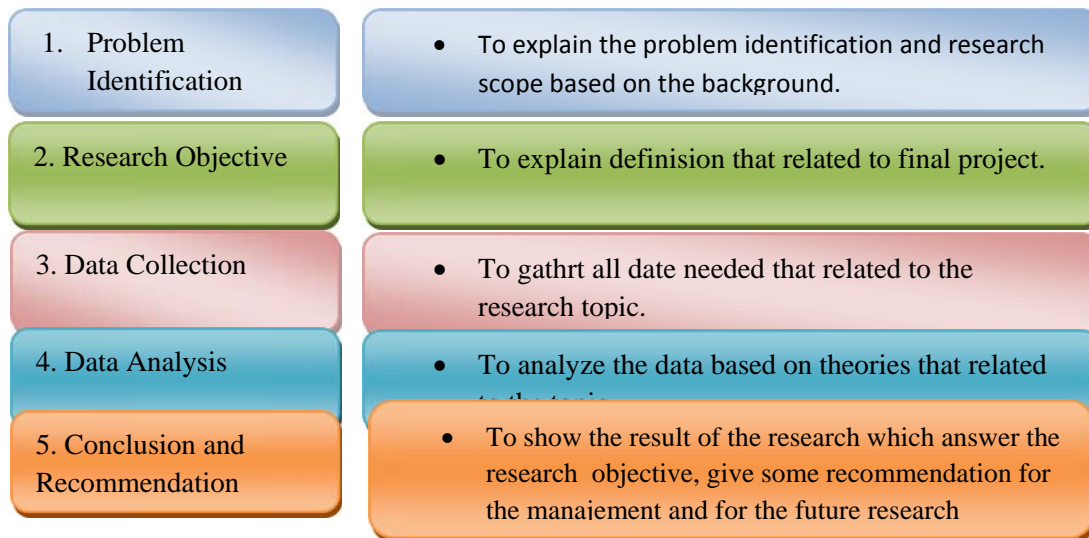 1. Problem
Identification
• To explain the problem identification and research
scope based on the background.
2. Research Objective
• To explain definision that related to final project.
3. Data Collection
• To gathrt all date needed that related to the
research topic.
4. Data Analysis
• To analyze the data based on theories that related
to the topic
5. Conclusion and
Recommendation
• To show the result of the research which answer the
research objective, give some recommendation for
the manajement and for the future research